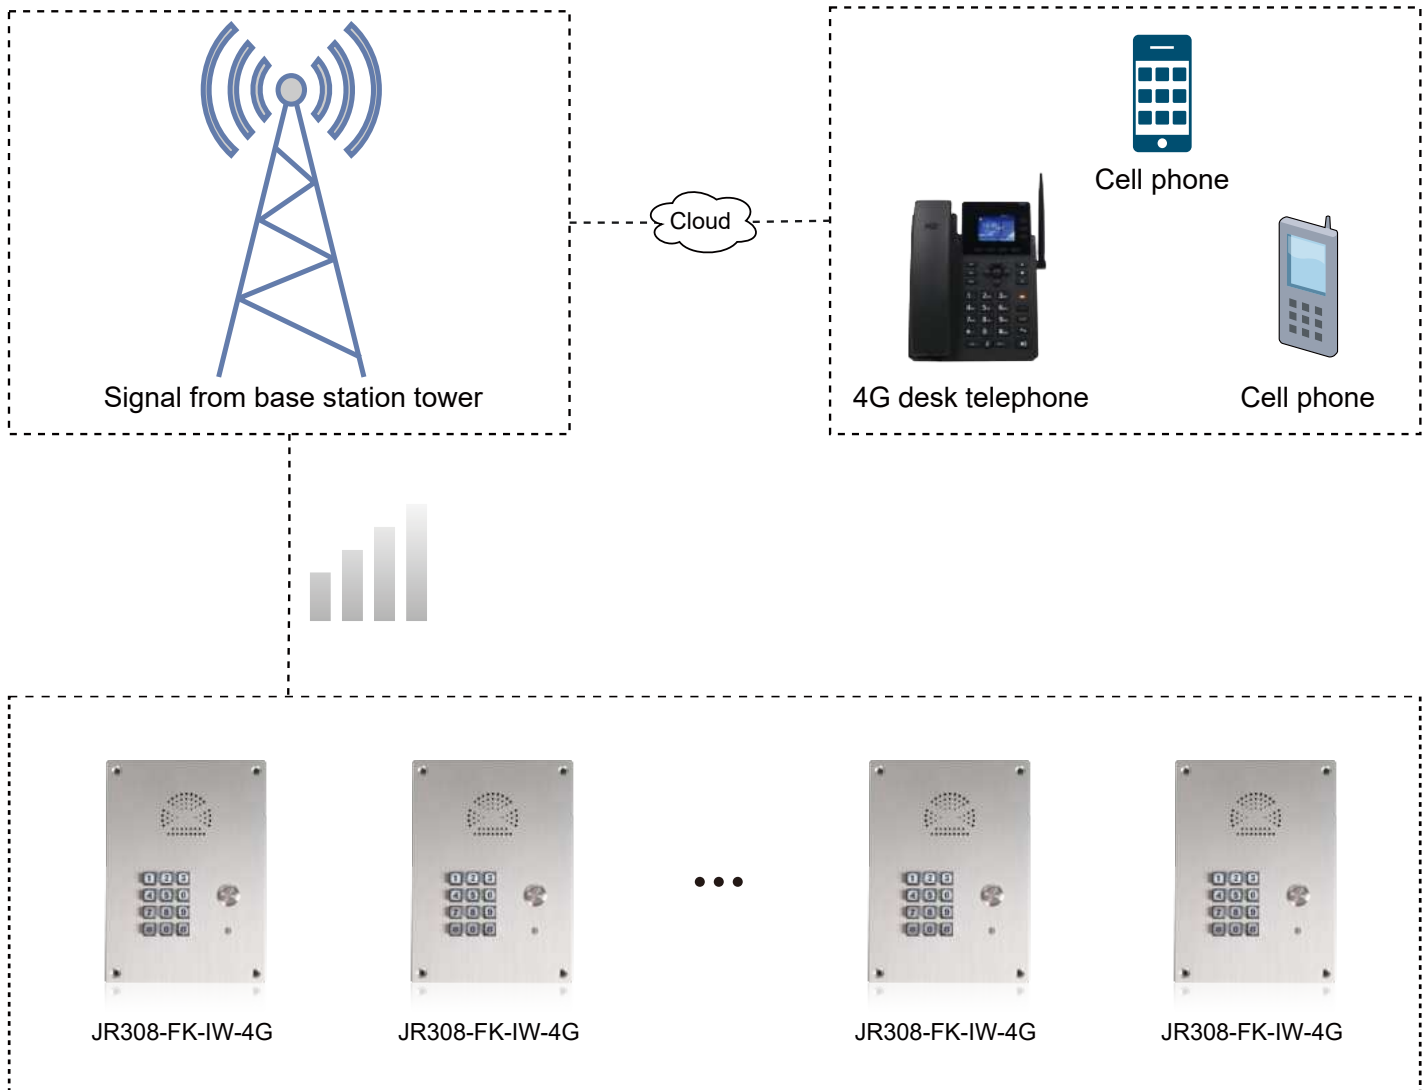 Cell phone
Cloud
Signal from base station tower
4G desk telephone
Cell phone
JR308-FK-IW-4G
JR308-FK-IW-4G
JR308-FK-IW-4G
JR308-FK-IW-4G